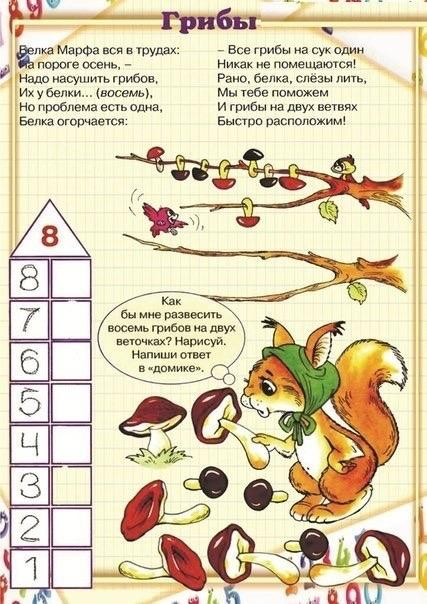 Грибы
Белка Марфа вся в трудах:
На пороге осень, –
Надо насушить грибов,
Их у белки... (восемь),
Но проблема есть одна,
Белка огорчается:
– Все грибы на сук один
Никак не помещаются!
Рано, белка, слёзы лить,
Мы тебе поможем
И грибы на двух ветвях
Быстро расположим!
8
8
7
6
5
4
3
2
1
Как
бы мне развесить
восемь грибов на двух
веточках? Нарисуй.
Напиши ответ
в «домике».